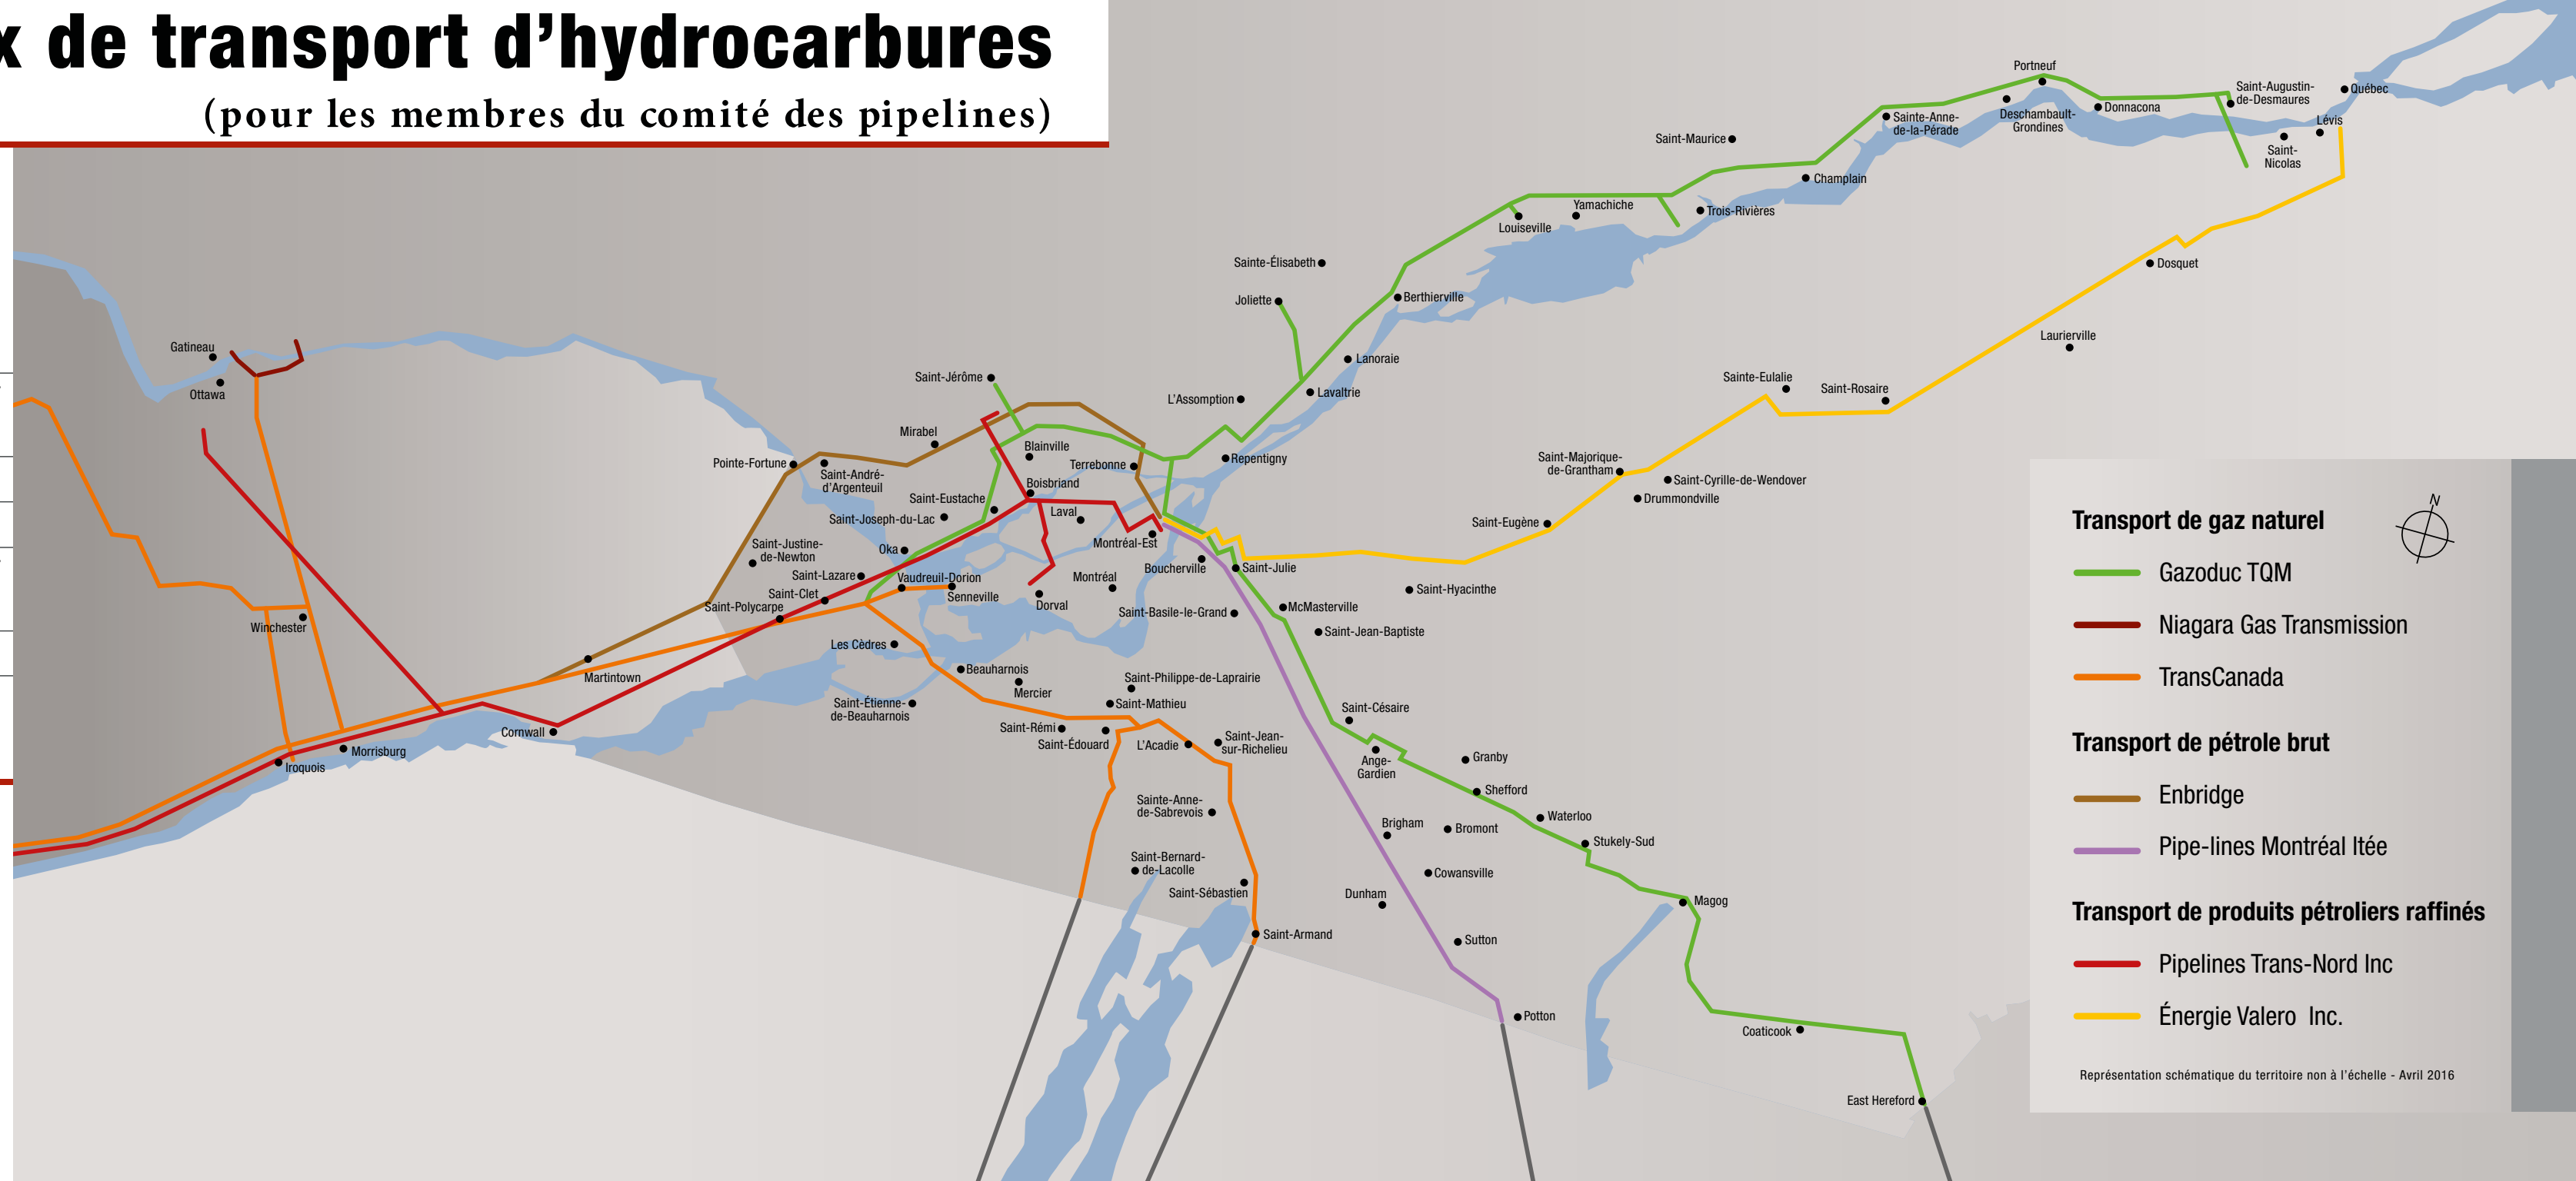 x de transport d’hydrocarbures
(pour les membres du comité des pipelines)
Portneuf
Saint-Augustin-
de-Desmaures
Québec
Deschambault-
Grondines
Donnacona
Lévis
Saint-
Nicolas
Sainte-Anne-
de-la-Pérade
Saint-Maurice
Champlain
Yamachiche
Trois-Rivières
Louiseville
Sainte-Élisabeth
Dosquet
Joliette
Berthierville
Laurierville
Gatineau
Ottawa
Lanoraie
Saint-Jérôme
Sainte-Eulalie
Saint-Rosaire
L'Assomption
Lavaltrie
Mirabel
Blainville
Pointe-Fortune
Saint-André-
d'Argenteuil
Terrebonne
Repentigny
Saint-Majorique-
de-Grantham
Saint-Cyrille-de-Wendover
Drummondville
Boisbriand
Saint-Eustache
Saint-Joseph-du-Lac
Laval
Saint-Eugène
Montréal-Est
Saint-Justine-
de-Newton
Oka
Boucherville
Saint-Julie
Saint-Lazare
Vaudreuil-Dorion
Senneville
Montréal
Saint-Hyacinthe
Saint-Clet
Saint-Polycarpe
Dorval
Saint-Basile-le-Grand
McMasterville
Winchester
Saint-Jean-Baptiste
Les Cèdres
Martintown
Beauharnois
Mercier
Saint-Philippe-de-Laprairie
Saint-Étienne-
de-Beauharnois
Saint-Mathieu
Saint-Césaire
Cornwall
Saint-Rémi
Saint-Édouard
L'Acadie
Saint-Jean-
sur-Richelieu
Morrisburg
Iroquois
Ange-
Gardien
Granby
Shefford
Sainte-Anne-
de-Sabrevois
Waterloo
Brigham
Bromont
Stukely-Sud
Saint-Bernard-
de-Lacolle
Saint-Sébastien
Cowansville
Dunham
Magog
Saint-Armand
Sutton
Potton
Coaticook
East Hereford
N
Transport de gaz naturel
Gazoduc TQM
Niagara Gas Transmission
TransCanada
Transport de pétrole brut
Enbridge
Pipe-lines Montréal ltée
Transport de produits pétroliers raffinés
Pipelines Trans-Nord Inc
Énergie Valero Inc.
Représentation schématique du territoire non à l'échelle - Avril 2016